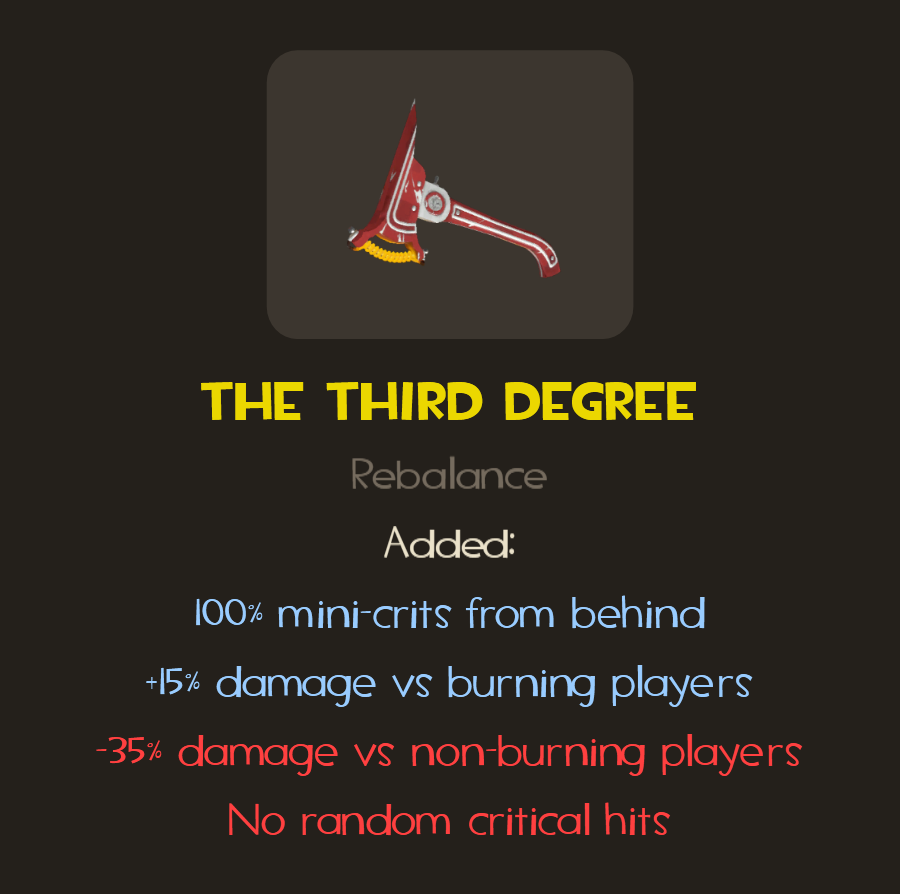 THE THIRD DEGREE
Rebalance
Added:
100% mini-crits from behind
+15% damage vs burning players
-35% damage vs non-burning players
No random critical hits